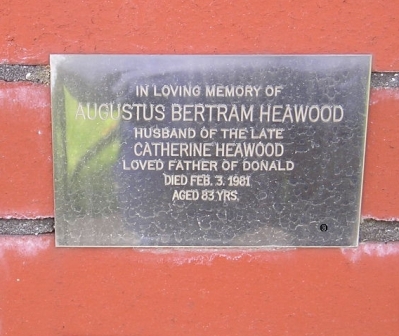 IN LOVING MEMORY OF
AUGUSTUS BERTRAM HEAWOOD
HUSBAND OF THE LATE
CATHERINE HEAWOOD
LOVED FATHER OF DONALD
DIED FEB. 3. 1981
AGED 83 YRS.